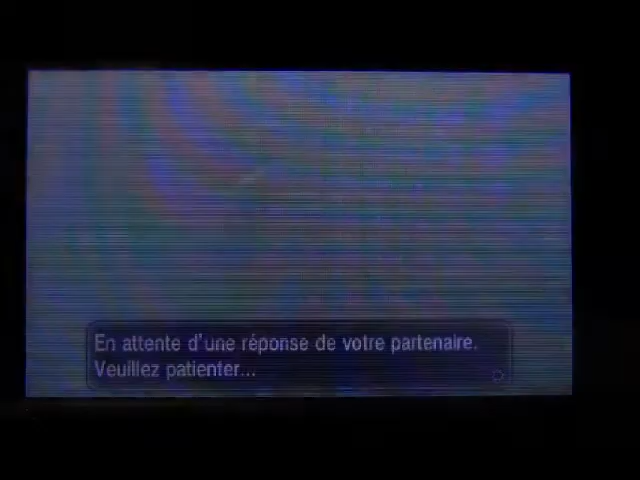 En attente d'une réponse de votre partenaire.
Veuillez patienter...